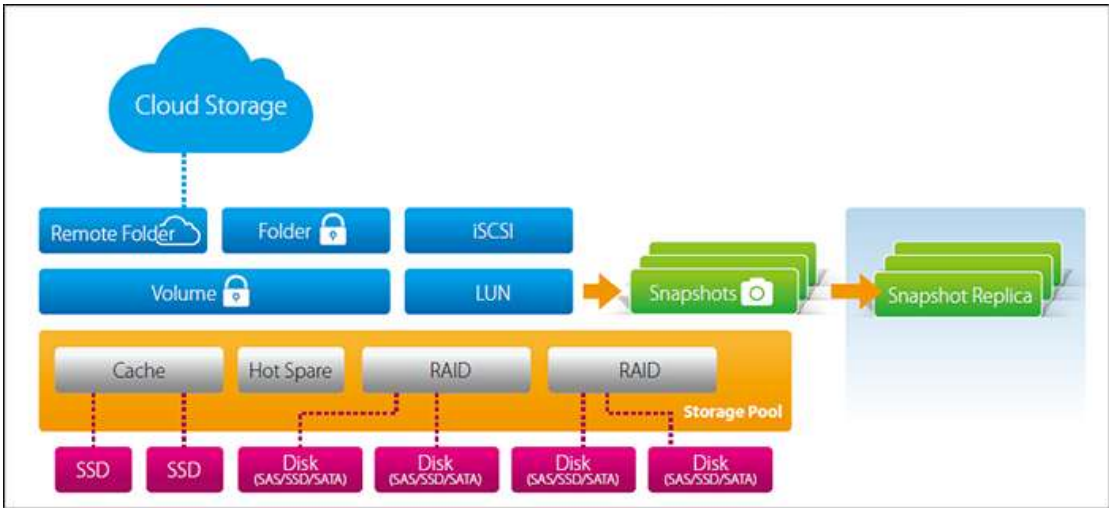 Cloud Storage
Remote Folder
Folder
iSCSI
Volume
LUN
Snapshots
Snapshot Replica
Cache
Hot Spare
RAID
RAID
Storage Pool
SSD
SSD
Disk
(SAS/SSD/SATA)
Disk
(SAS/SSD/SATA)
Disk
(SAS/SSD/SATA)
Disk
(SAS/SSD/SATA)